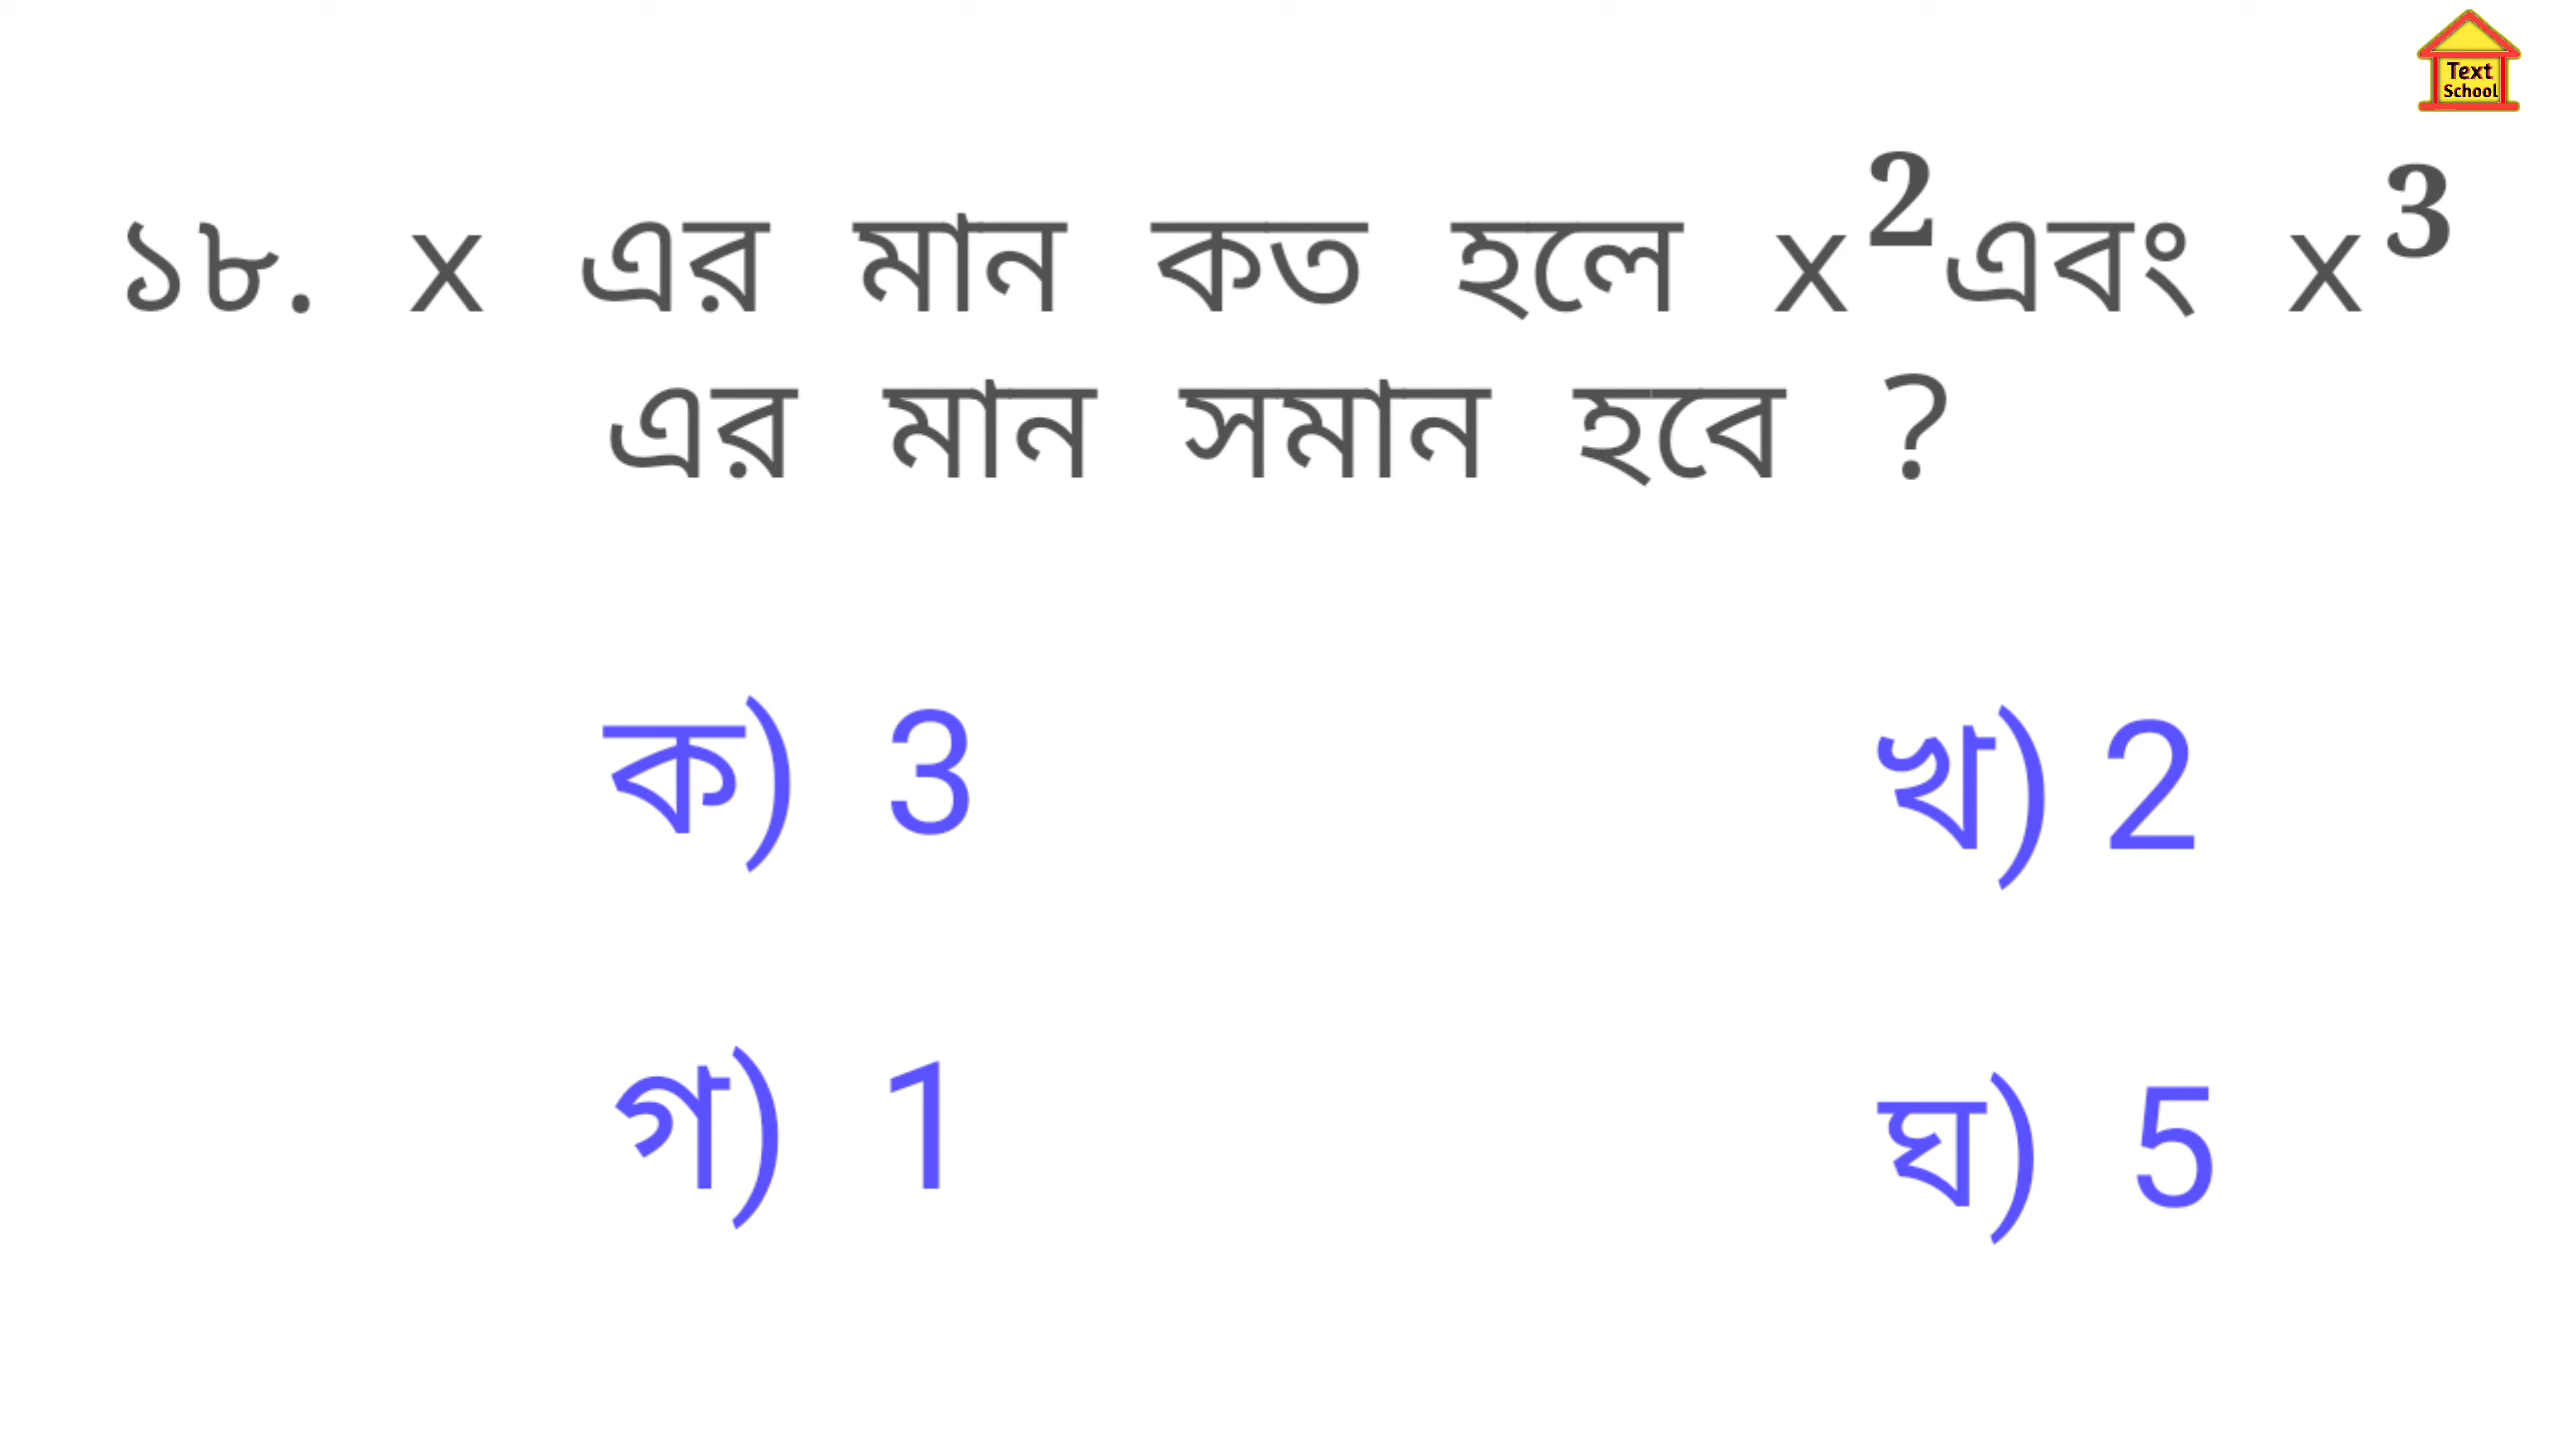 Text
School
১৮. x এর মান কত হলে x²এবং x³
এর মান সমান হবে ?
ক) 3
খ) 2
গ) 1
ঘ) 5